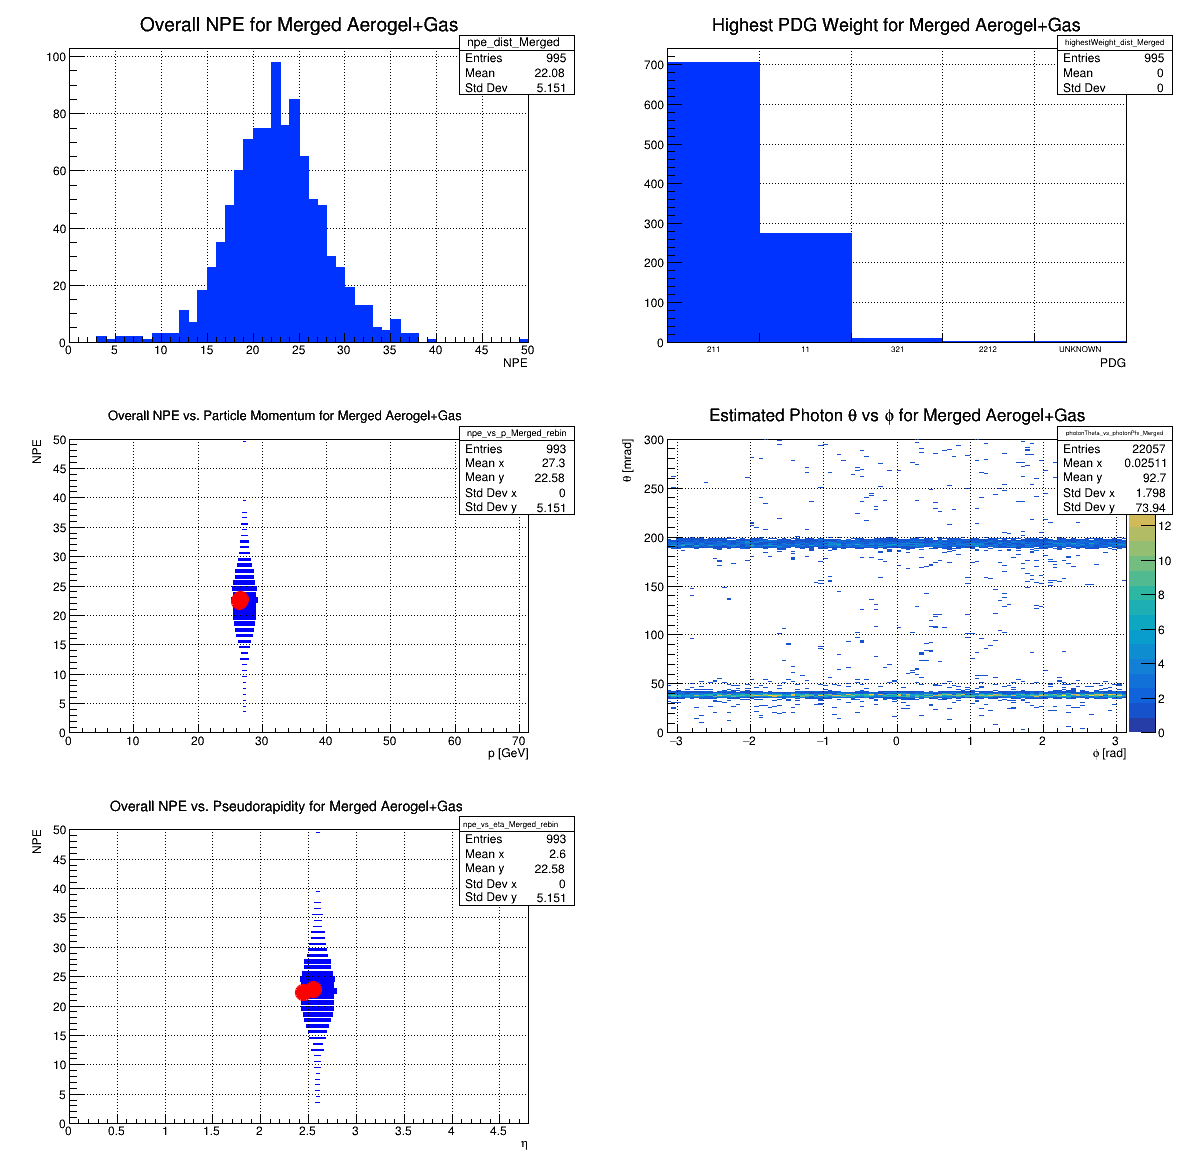 Overall NPE for Merged Aerogel+Gas
npe_dist_Merged
Entries 995
Mean 22.08
Std Dev 5.151
100
80
60
40
20
0
0 5 10 15 20 25 30 35 40 45 50
NPE
Highest PDG Weight for Merged Aerogel+Gas
highestWeight_dist_Merged
Entries 995
Mean 0
Std Dev 0
700
600
500
400
300
200
100
0
211 11 321 2212 UNKNOWN
PDG
Overall NPE vs. Particle Momentum for Merged Aerogel+Gas
npe_vs_p_Merged_rebin
Entries 993
Mean x 27.3
Mean y 22.58
Std Dev x 0
Std Dev y 5.151
NPE
50
45
40
35
30
25
20
15
10
5
0
0 10 20 30 40 50 60 70
p [GeV]
Estimated Photon θ vs ϕ for Merged Aerogel+Gas
photonTheta_vs_photonPhi_Merged
Entries 22057
Mean x 0.02511
Mean y 92.7
Std Dev x 1.798
Std Dev y 73.94
θ [mrad]
300
250
200
150
100
50
0
−3 −2 −1 0 1 2 3
ϕ [rad]
12
10
8
6
4
2
0
Overall NPE vs. Pseudorapidity for Merged Aerogel+Gas
npe_vs_eta_Merged_rebin
Entries 993
Mean x 2.6
Mean y 22.58
Std Dev x 0
Std Dev y 5.151
NPE
50
45
40
35
30
25
20
15
10
5
0
0 0.5 1 1.5 2 2.5 3 3.5 4 4.5
η